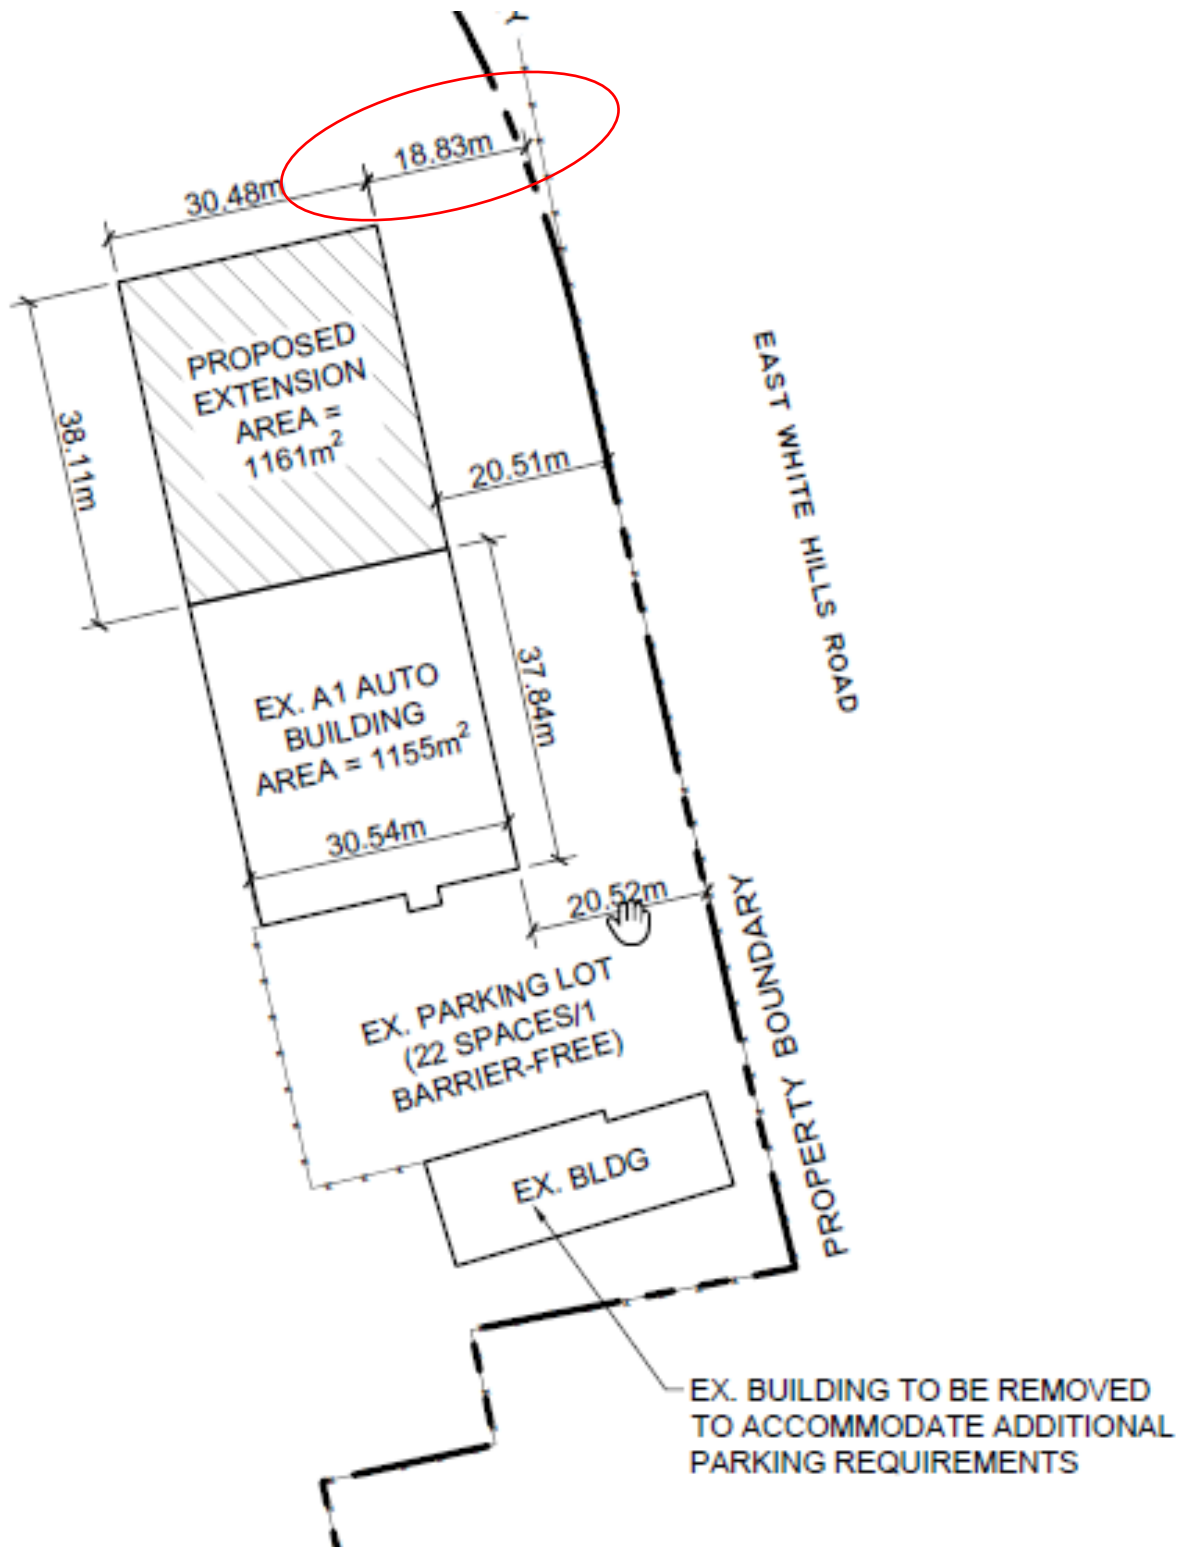 18.83m
30.48m
PROPOSED
EXTENSION
AREA =
1161m²
38.11m
20.51m
EAST WHITE HILLS ROAD
37.84m
EX. A1 AUTO
BUILDING
AREA = 1155m²
30.54m
20.52m
PROPERTY BOUNDARY
EX. PARKING LOT
(22 SPACES/1
BARRIER-FREE)
EX. BLDG
EX. BUILDING TO BE REMOVED
TO ACCOMMODATE ADDITIONAL
PARKING REQUIREMENTS